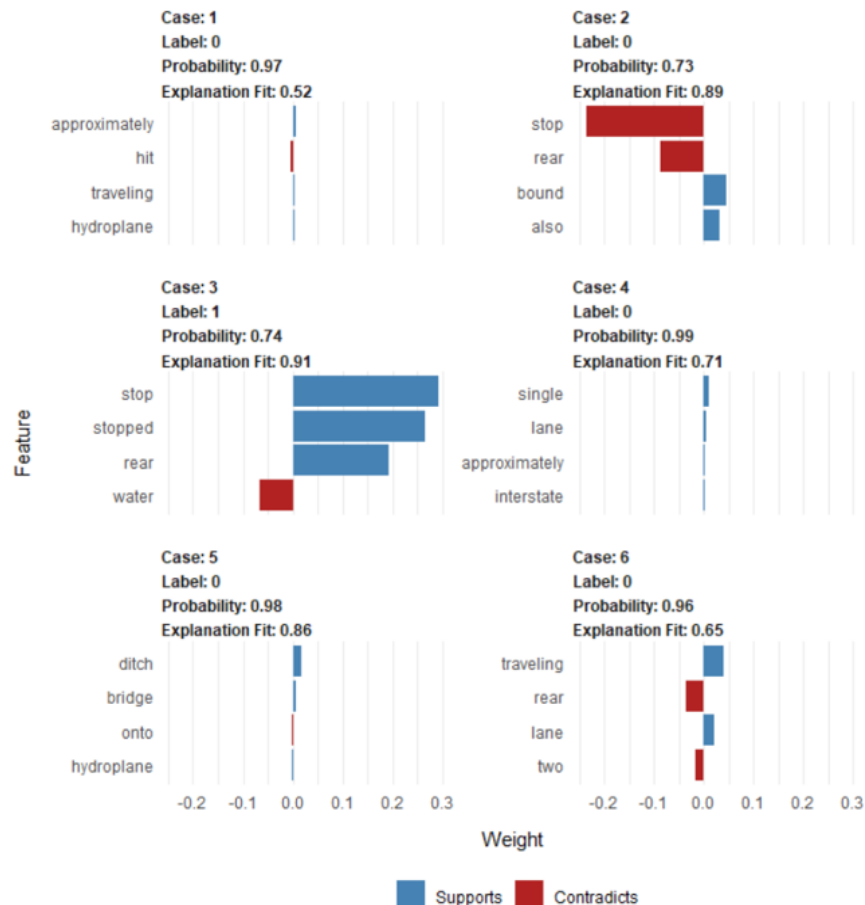 Case: 1
Label: 0
Probability: 0.97
Explanation Fit: 0.52
approximately
hit
traveling
hydroplane
Case: 2
Label: 0
Probability: 0.73
Explanation Fit: 0.89
stop
rear
bound
also
Case: 3
Label: 1
Probability: 0.74
Explanation Fit: 0.91
stop
stopped
rear
water
Case: 4
Label: 0
Probability: 0.99
Explanation Fit: 0.71
single
lane
approximately
interstate
Case: 5
Label: 0
Probability: 0.98
Explanation Fit: 0.86
ditch
bridge
onto
hydroplane
Case: 6
Label: 0
Probability: 0.96
Explanation Fit: 0.65
traveling
rear
lane
two
Feature
-0.2 -0.1 0.0 0.1 0.2 0.3
-0.2 -0.1 0.0 0.1 0.2 0.3
Weight
Supports Contradicts